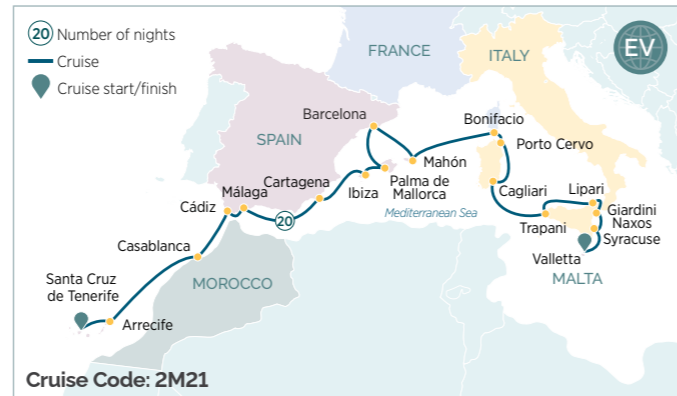 20 Number of nights
Cruise
Cruise start/finish
EV
FRANCE
ITALY
SPAIN
Barcelona
Bonifacio
Porto Cervo
Mahón
Cartagena
Ibiza
Palma de
Mallorca
Cagliari
Lipari
Málaga
Cádiz
20
Mediterranean Sea
Trapani
Giardini
Naxos
Syracuse
Casablanca
Valletta
MALTA
MOROCCO
Santa Cruz
de Tenerife
Arrecife
Cruise Code: 2M21